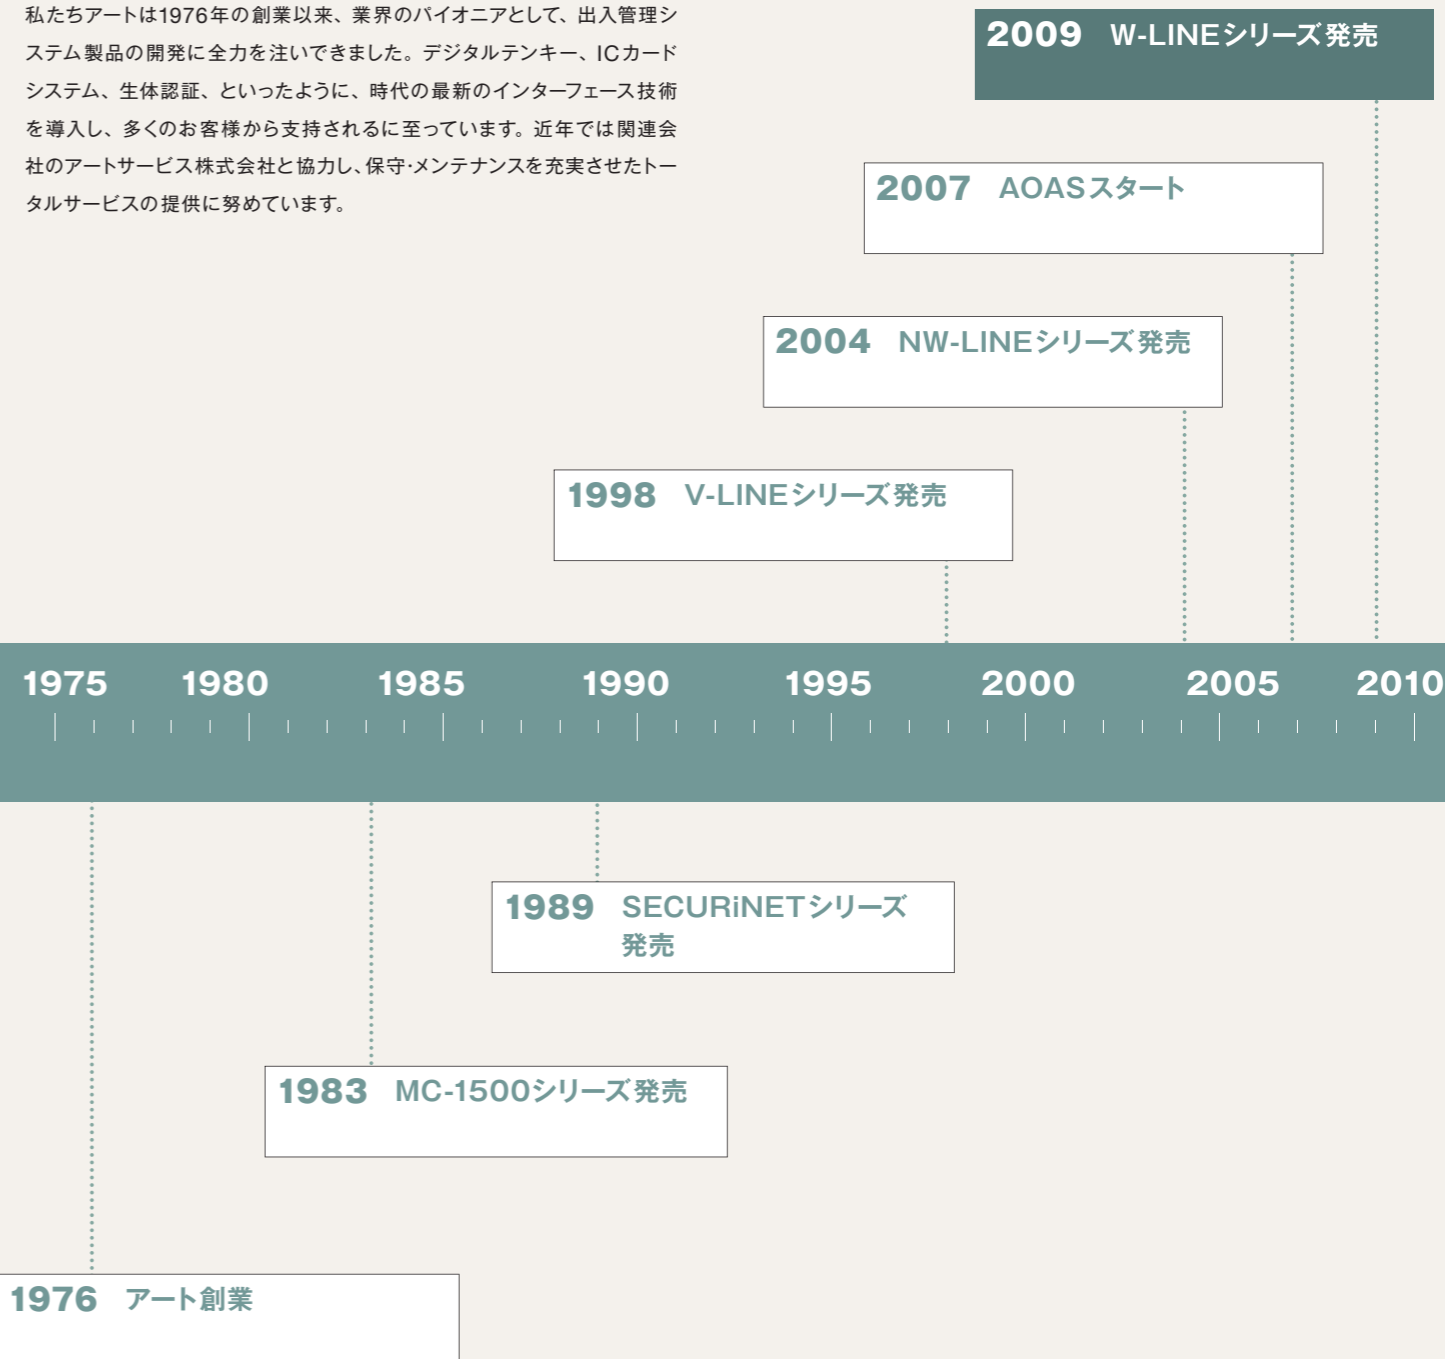 私たちアートは1976年の創業以来、業界のパイオニアとして、出入管理シ
ステム製品の開発に全力を注いできました。デジタルテンキー、ICカード
システム、生体認証、といったように、時代の最新のインターフェース技術
を導入し、多くのお客様から支持されるに至っています。近年では関連会
社のアートサービス株式会社と協力し、保守・メンテナンスを充実させたトー
タルサービスの提供に努めています。
2009 W-LINEシリーズ発売
2007 AOASスタート
2004 NW-LINEシリーズ発売
1998 V-LINEシリーズ発売
1975 1980 1985 1990 1995 2000 2005 2010
1989 SECURiNETシリーズ
発売
1983 MC-1500シリーズ発売
1976 アート創業